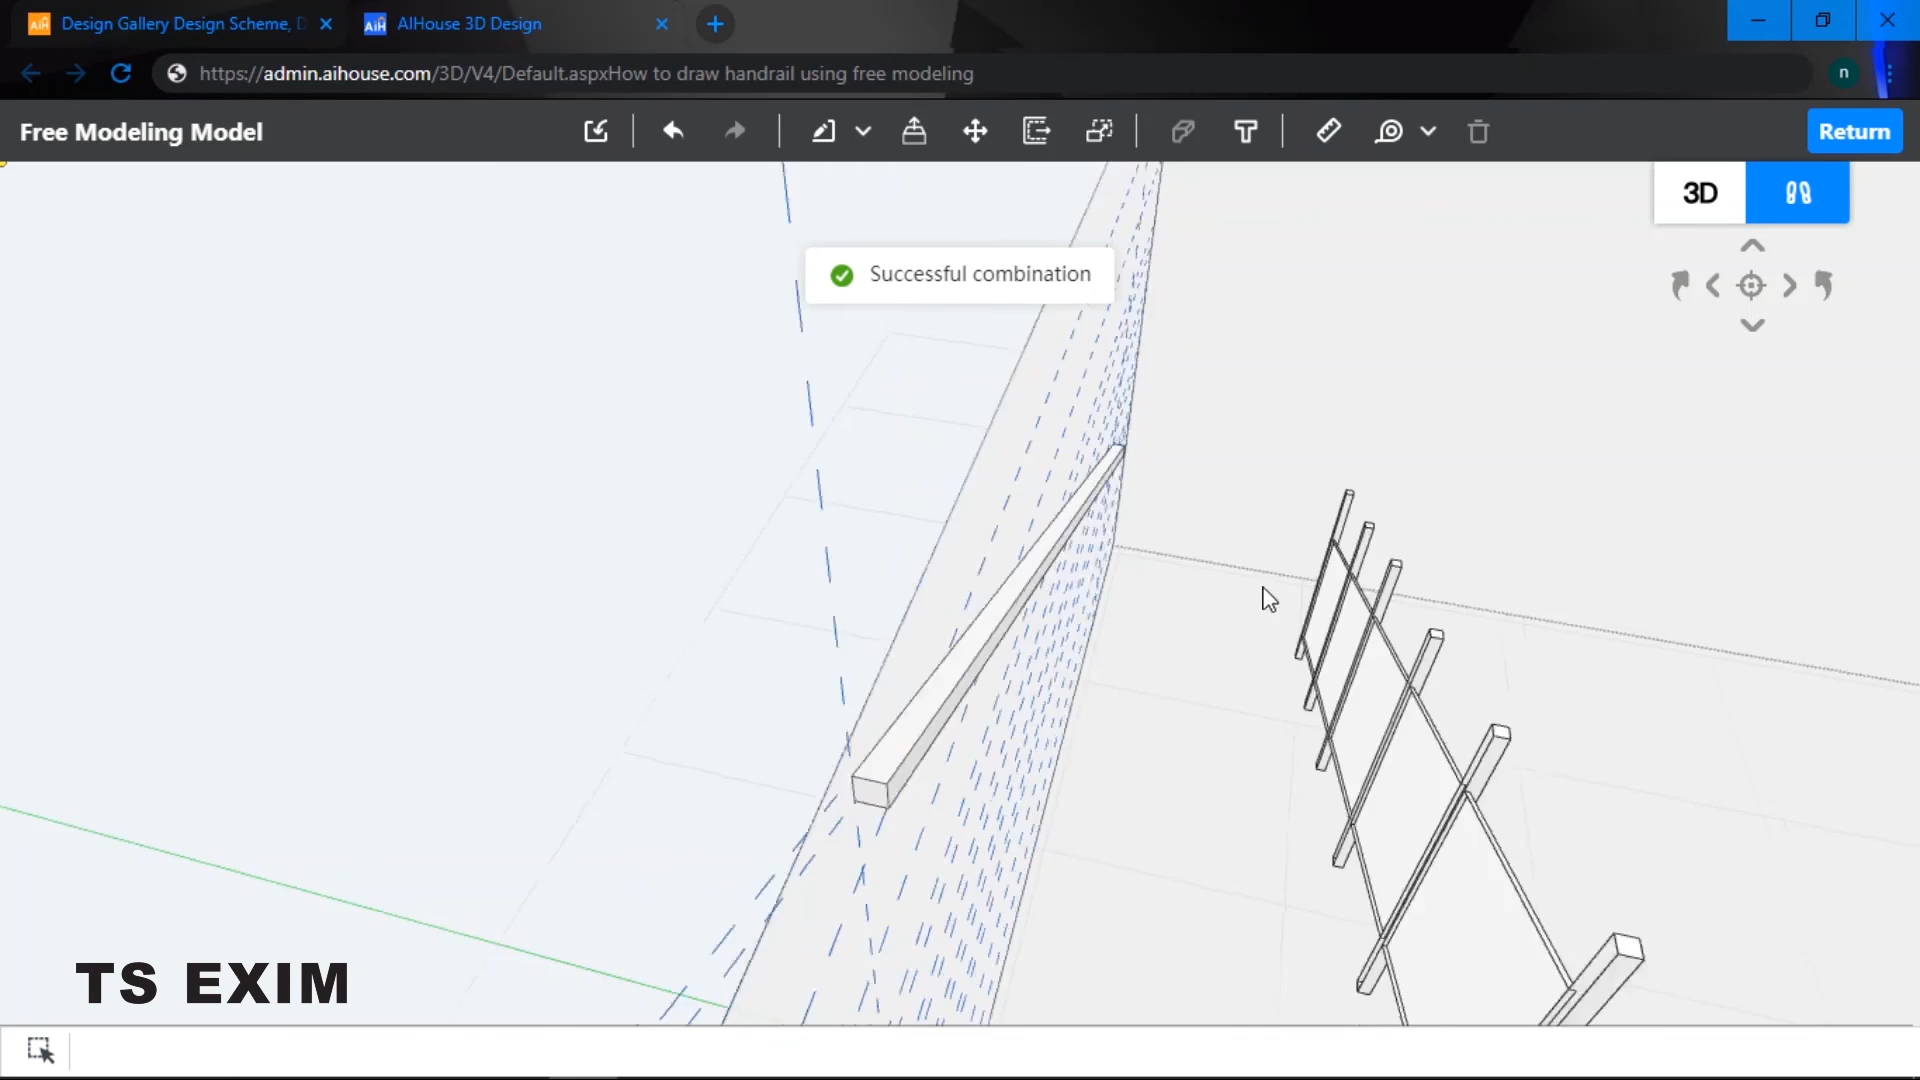 Design Gallery Design Scheme, D
AIHouse 3D Design
https://admin.aihouse.com/3D/V4/Default.aspxHow to draw handrail using free modeling
n
Free Modeling Model
Return
3D
Successful combination
TS EXIM